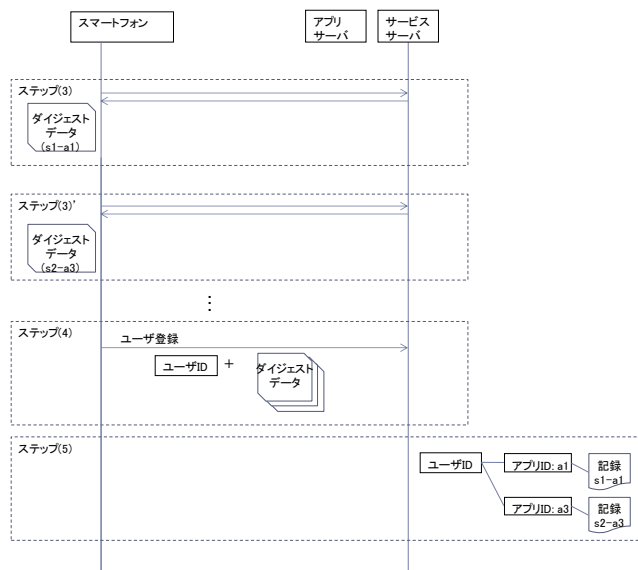 スマートフォン
アプリ
サーバ
サービス
サーバ
ステップ(3)
ダイジェスト
データ
(s1-a1)
ステップ(3)'
ダイジェスト
データ
(s2-a3)
⋮
ステップ(4)
ユーザ登録
ユーザID +
ダイジェスト
データ
ステップ(5)
ユーザID
アプリID: a1
記録
s1-a1
アプリID: a3
記録
s2-a3